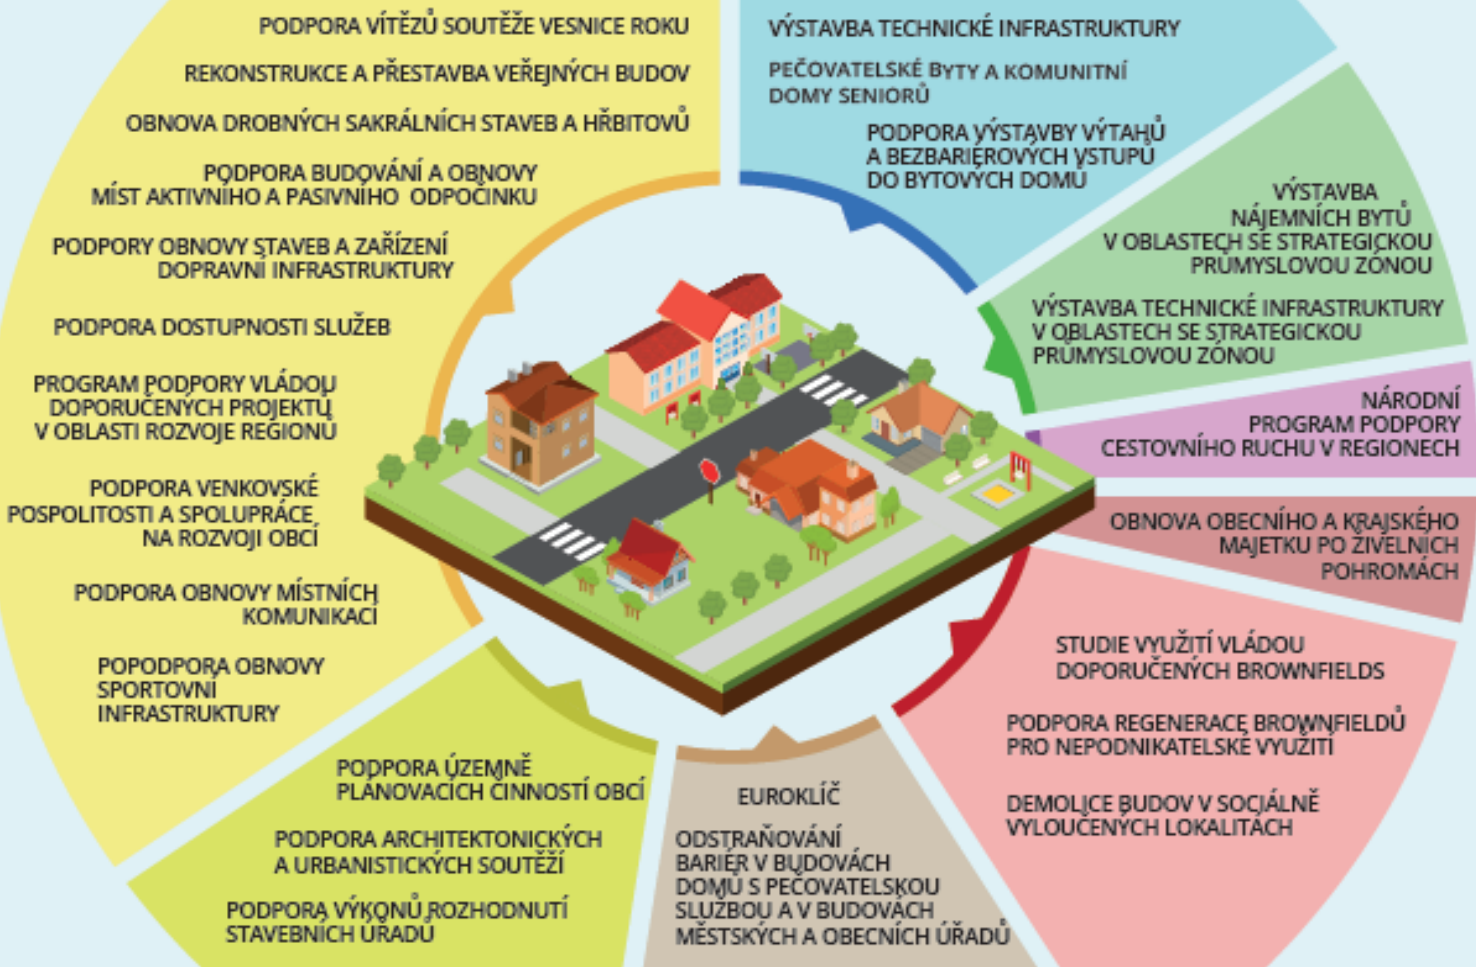 PODPORA VÍTĚZŮ SOUTĚŽE VESNICE ROKU
REKONSTRUKCE A PŘESTAVBA VEŘEJNÝCH BUDOV
OBNOVA DROBNÝCH SAKRÁLNÍCH STAVEB A HŘBITOVŮ
PODPORA BUDOVÁNÍ A OBNOVY
MÍST AKTIVNÍHO A PASIVNÍHO ODPOČINKU
PODPORY OBNOVY STAVEB A ZAŘÍZENÍ
DOPRAVNÍ INFRASTRUKTURY
PODPORA DOSTUPNOSTI SLUŽEB
PROGRAM PODPORY VLÁDOU
DOPORUČENÝCH PROJEKTŮ
V OBLASTI ROZVOJE REGIONŮ
PODPORA VENKOVSKÉ
POSPOLITOSTI A SPOLUPRÁCE
NA ROZVOJI OBCÍ
PODPORA OBNOVY MÍSTNÍCH
KOMUNIKACÍ
POPODPORA OBNOVY
SPORTOVNÍ
INFRASTRUKTURY
VÝSTAVBA TECHNICKÉ INFRASTRUKTURY
PEČOVATELSKÉ BYTY A KOMUNITNÍ
DOMY SENIORŮ
PODPORA VÝSTAVBY VÝTAHŮ
A BEZBARIÉROVÝCH VSTUPŮ
DO BYTOVÝCH DOMŮ
VÝSTAVBA
NÁJEMNÍCH BYTŮ
V OBLASTECH SE STRATEGICKOU
PRŮMYSLOVOU ZÓNOU
VÝSTAVBA TECHNICKÉ INFRASTRUKTURY
V OBLASTECH SE STRATEGICKOU
PRŮMYSLOVOU ZÓNOU
NÁRODNÍ
PROGRAM PODPORY
CESTOVNÍHO RUCHU V REGIONECH
OBNOVA OBECNÍHO A KRAJSKÉHO
MAJETKU PO ŽIVELNÍCH
POHROMÁCH
STUDIE VYUŽITÍ VLÁDOU
DOPORUČENÝCH BROWNFIELDS
PODPORA REGENERACE BROWNFIELDŮ
PRO NEPODNIKATELSKÉ VYUŽITÍ
DEMOLICE BUDOV V SOCIÁLNĚ
VYLOUČENÝCH LOKALITÁCH
EUROKLÍČ
ODSTRAŇOVÁNÍ
BARIÉR V BUDOVÁCH
DOMŮ S PEČOVATELSKOU
SLUŽBOU A V BUDOVÁCH
MĚSTSKÝCH A OBECNÍCH ÚŘADŮ
PODPORA ÚZEMNĚ
PLÁNOVACÍCH ČINNOSTÍ OBCÍ
PODPORA ARCHITEKTONICKÝCH
A URBANISTICKÝCH SOUTĚŽÍ
PODPORA VÝKONŮ ROZHODNUTÍ
STAVEBNÍCH ÚŘADŮ